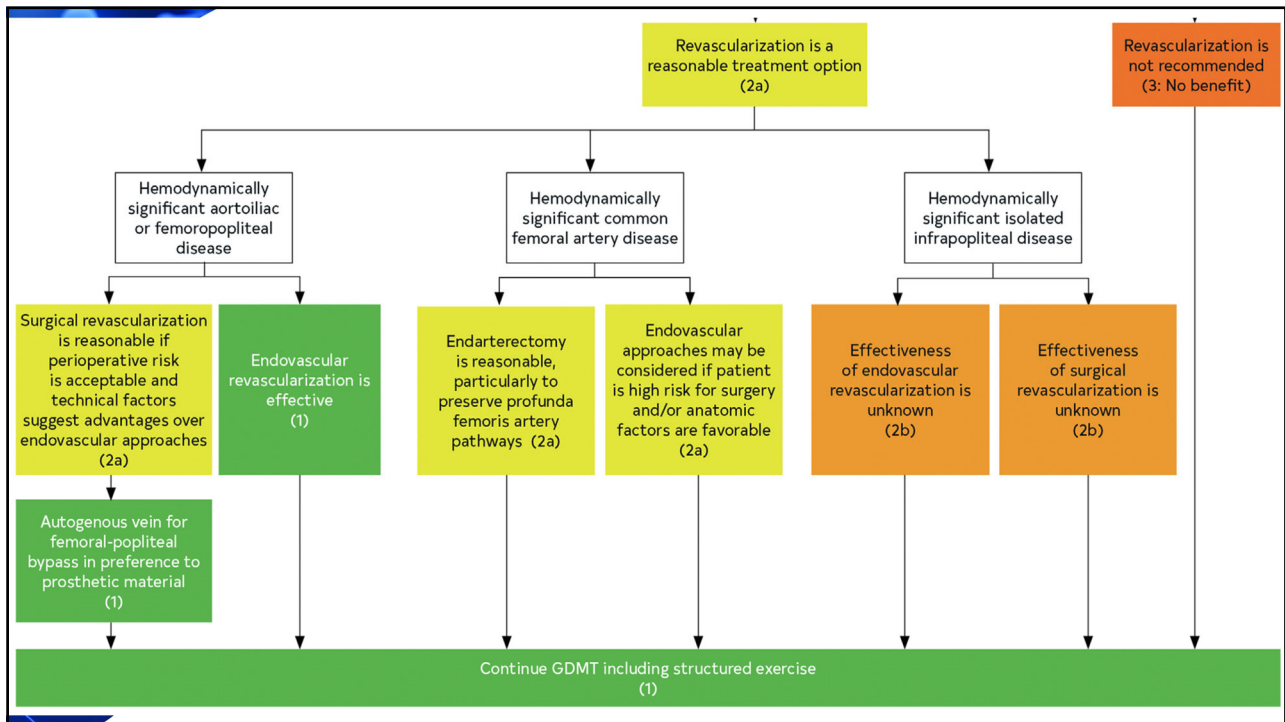 Revascularization is a
reasonable treatment option
(2a)
Revascularization is
not recommended
(3: No benefit)
Hemodynamically
significant aortoiliac
or femoropopliteal
disease
Hemodynamically
significant common
femoral artery disease
Hemodynamically
significant isolated
infrapopliteal disease
Surgical revascularization
is reasonable if
perioperative risk
is acceptable and
technical factors
suggest advantages over
endovascular approaches
(2a)
Endovascular
revascularization is
effective
(1)
Endarterectomy
is reasonable,
particularly to
preserve profunda
femoris artery
pathways (2a)
Endovascular
approaches may be
considered if patient
is high risk for surgery
and/or anatomic
factors are favorable
(2a)
Effectiveness
of endovascular
revascularization is
unknown
(2b)
Effectiveness
of surgical
revascularization is
unknown
(2b)
Autogenous vein for
femoral-popliteal
bypass in preference to
prosthetic material
(1)
Continue GDMT including structured exercise
(1)